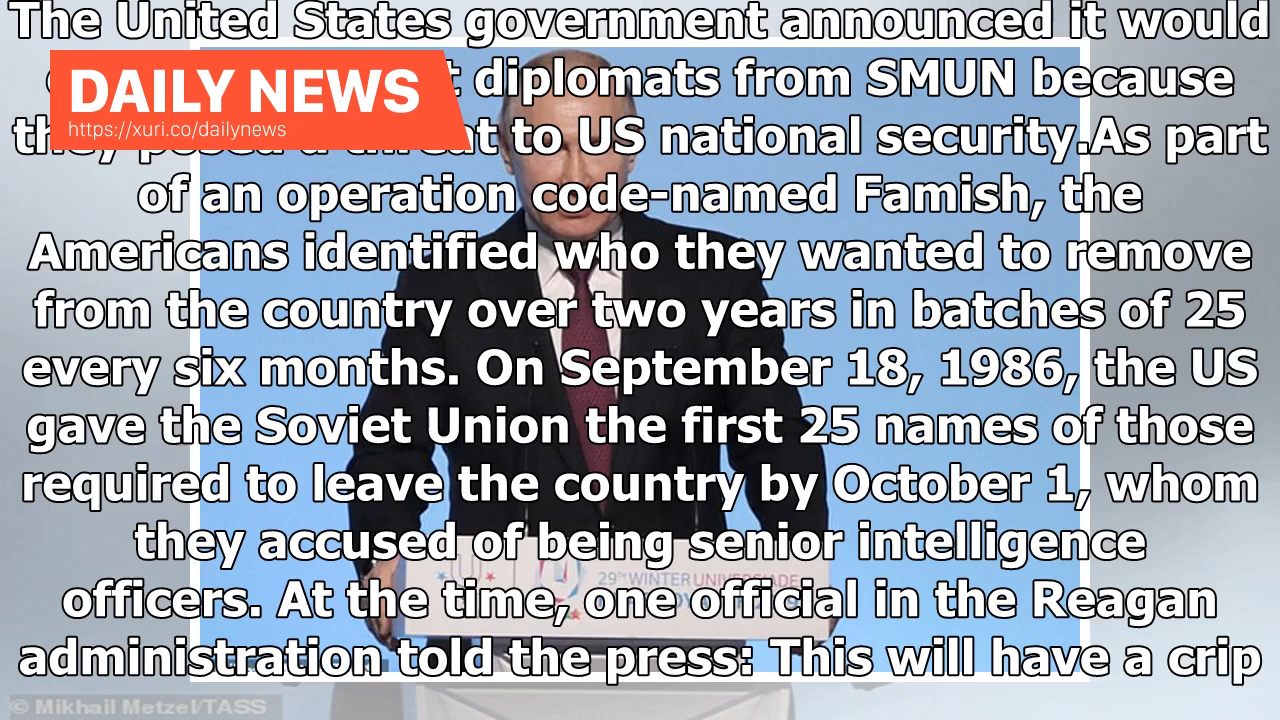 The United States government announced it would
diplomats from SMUN because
DAILY NEWS
https://xuri.co/dailynews
they posed a threat to US national security.As part
of an operation code-named Famish, the
Americans identified who they wanted to remove
from the country over two years in batches of 25
every six months. On September 18, 1986, the US
gave the Soviet Union the first 25 names of those
required to leave the country by October 1, whom
they accused of being senior intelligence
29TH WINTER UNIVERSIADE
officers. At the time, one official in the Reagan
administration told the press: This will have a crip
© Mikhail Metzel/TASS